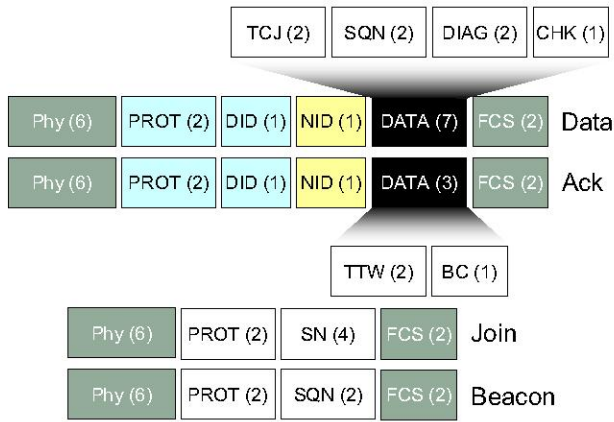 TCJ (2) SQN (2) DIAG (2) CHK (1)
Phy (6) PROT (2) DID (1) NID (1) DATA (7) FCS (2) Data
Phy (6) PROT (2) DID (1) NID (1) DATA (3) FCS (2) Ack
TTW (2) BC (1)
Phy (6) PROT (2) SN (4) FCS (2) Join
Phy (6) PROT (2) SQN (2) FCS (2) Beacon